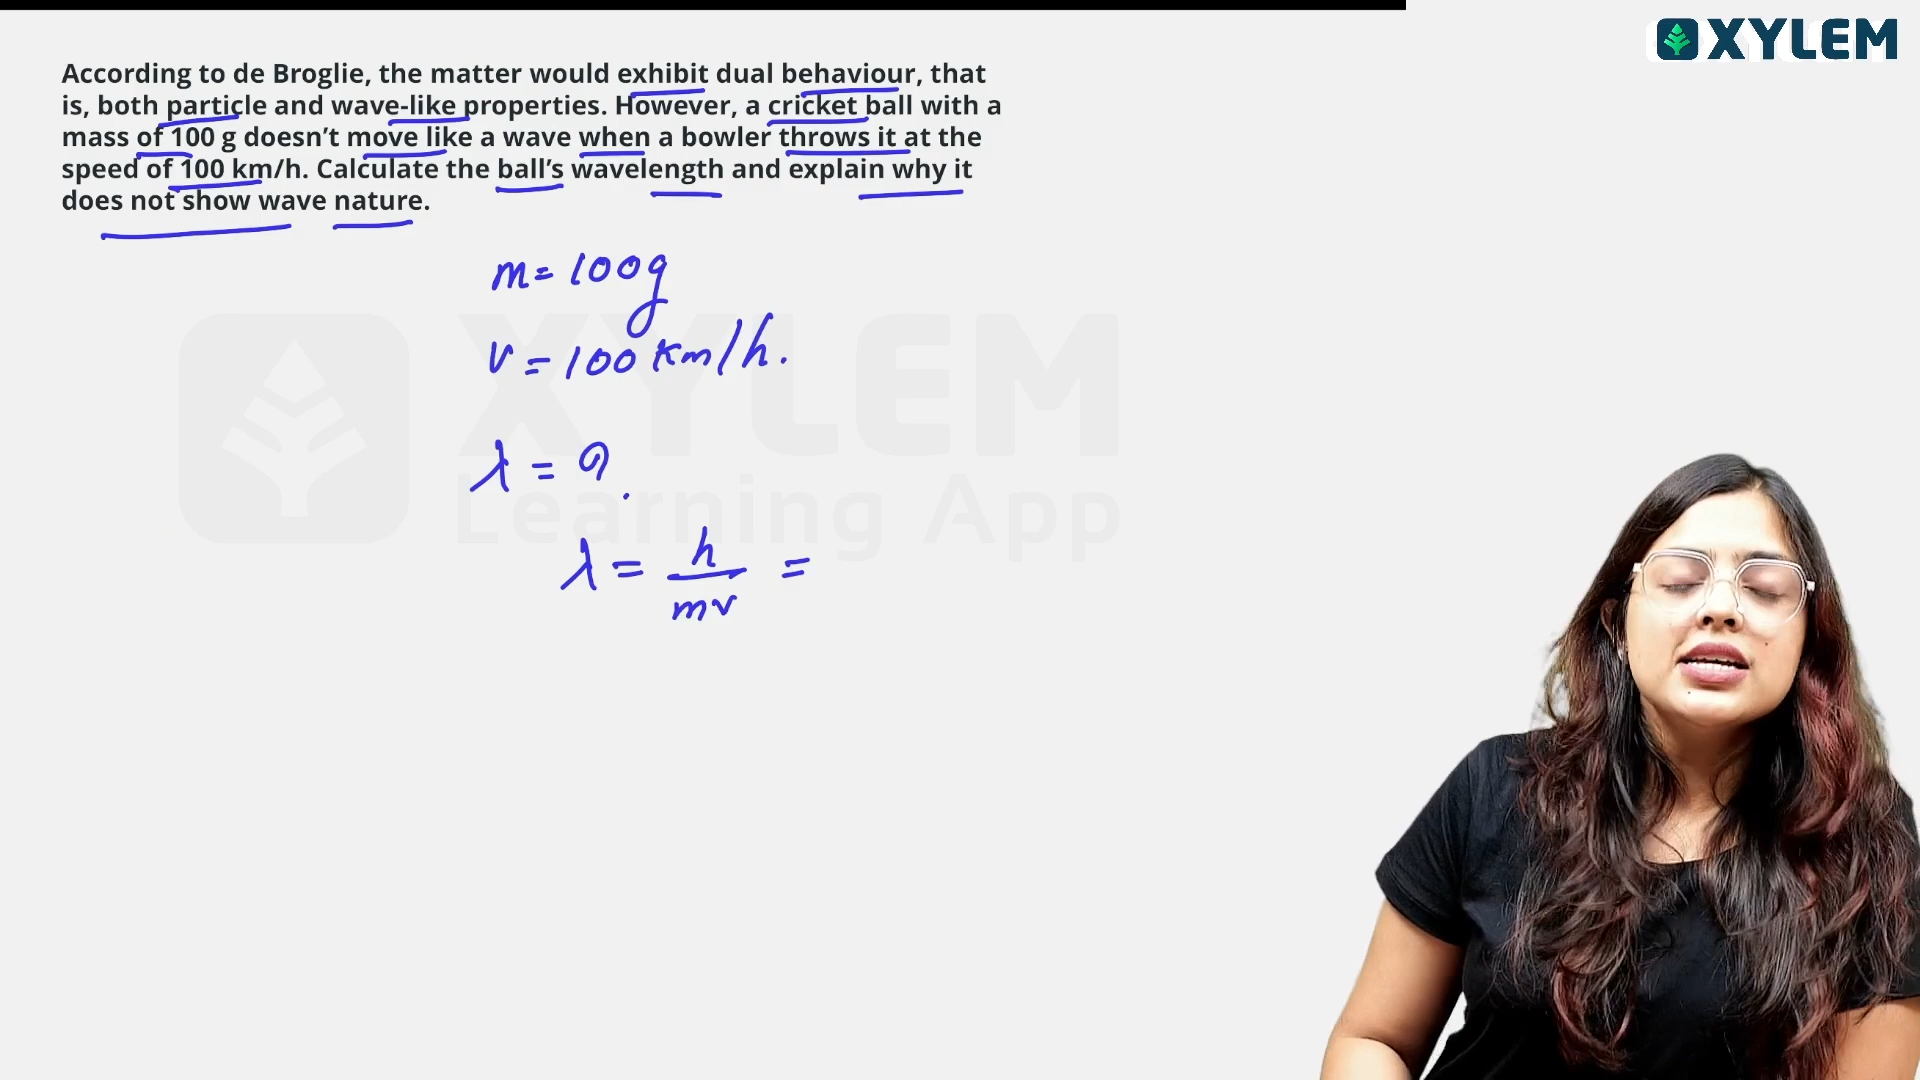 XYLEM
According to de Broglie, the matter would exhibit dual behaviour, that
is, both particle and wave-like properties. However, a cricket ball with a
mass of 100 g doesn’t move like a wave when a bowler throws it at the
speed of 100 km/h. Calculate the ball’s wavelength and explain why it
does not show wave nature.
m = 100g
v = 100 km/h.
λ = ?
λ = h/mv =
XYLEM
Learning App